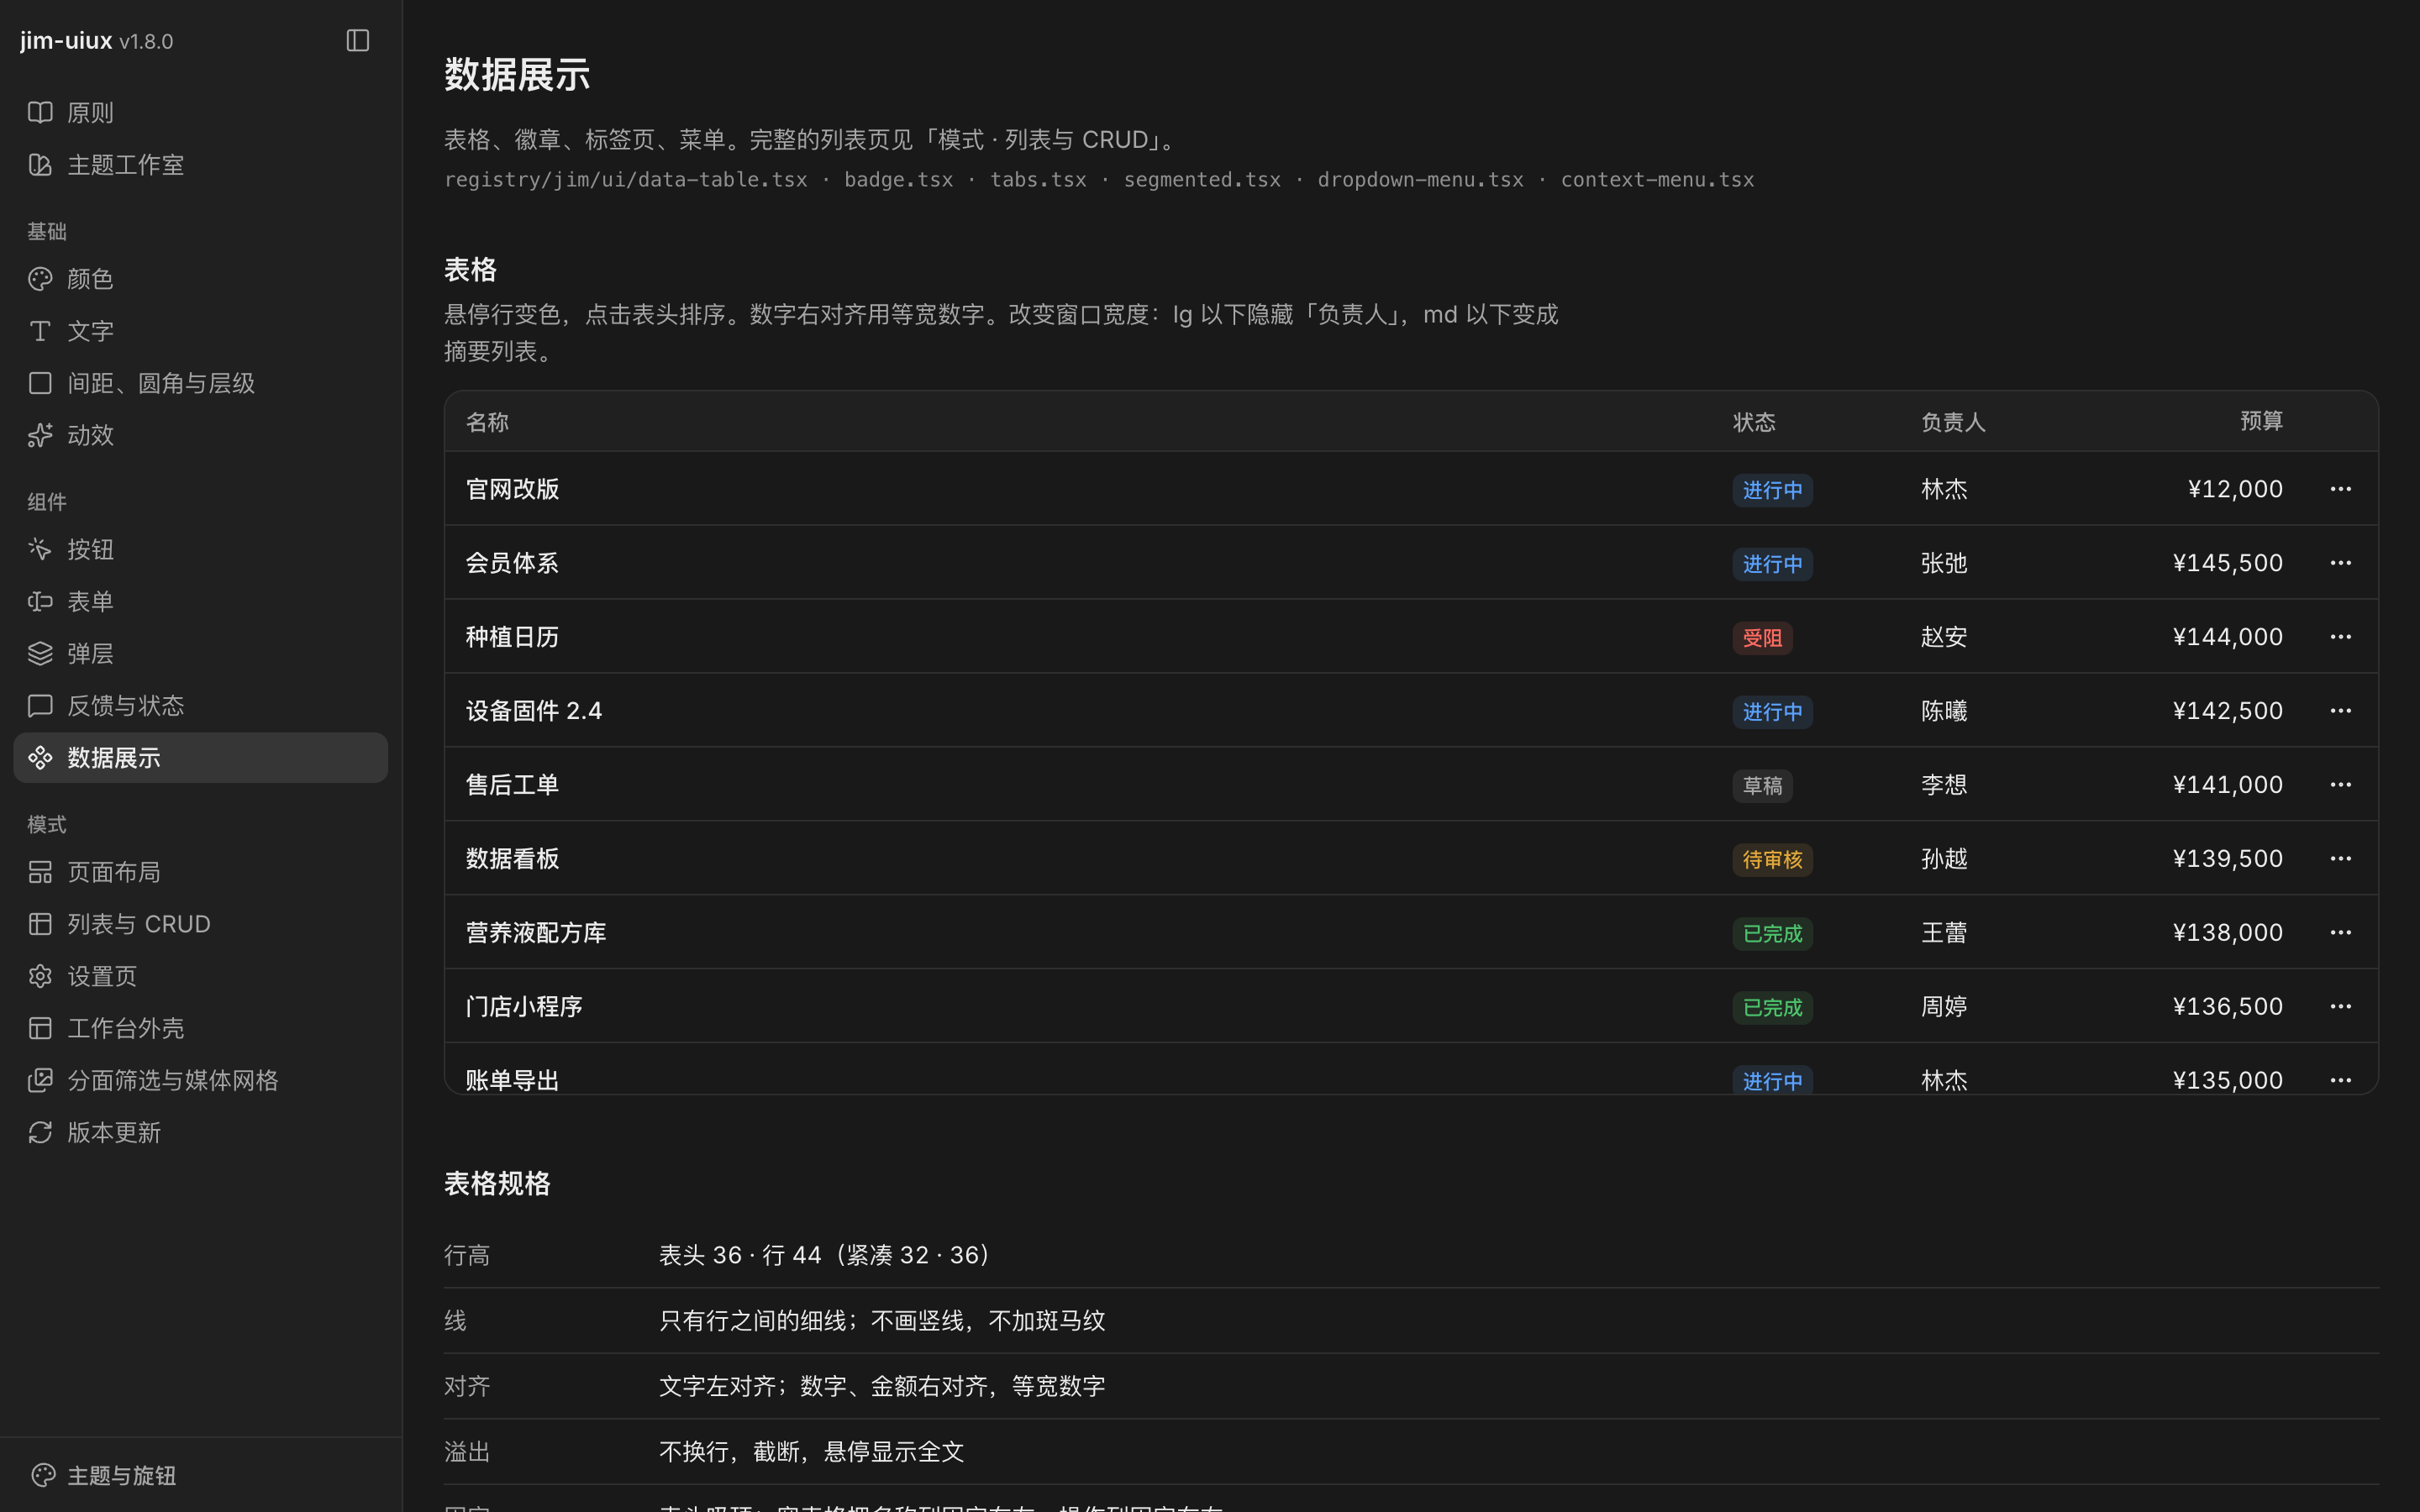 jim-uiux v1.8.0
原则
主题工作室
基础
颜色
文字
间距、圆角与层级
动效
组件
按钮
表单
弹层
反馈与状态
数据展示
模式
页面布局
列表与 CRUD
设置页
工作台外壳
分面筛选与媒体网格
版本更新
主题与旋钮
数据展示
表格、徽章、标签页、菜单。完整的列表页见「模式 · 列表与 CRUD」。
registry/jim/ui/data-table.tsx · badge.tsx · tabs.tsx · segmented.tsx · dropdown-menu.tsx · context-menu.tsx
表格
悬停行变色，点击表头排序。数字右对齐用等宽数字。改变窗口宽度：lg 以下隐藏「负责人」，md 以下变成
摘要列表。
名称 状态 负责人 预算
官网改版 进行中 林杰 ¥12,000
会员体系 进行中 张弛 ¥145,500
种植日历 受阻 赵安 ¥144,000
设备固件 2.4 进行中 陈曦 ¥142,500
售后工单 草稿 李想 ¥141,000
数据看板 待审核 孙越 ¥139,500
营养液配方库 已完成 王蕾 ¥138,000
门店小程序 已完成 周婷 ¥136,500
账单导出 进行中 林杰 ¥135,000
表格规格
行高 表头 36 · 行 44（紧凑 32 · 36）
线 只有行之间的细线；不画竖线，不加斑马纹
对齐 文字左对齐；数字、金额右对齐，等宽数字
溢出 不换行，截断，悬停显示全文